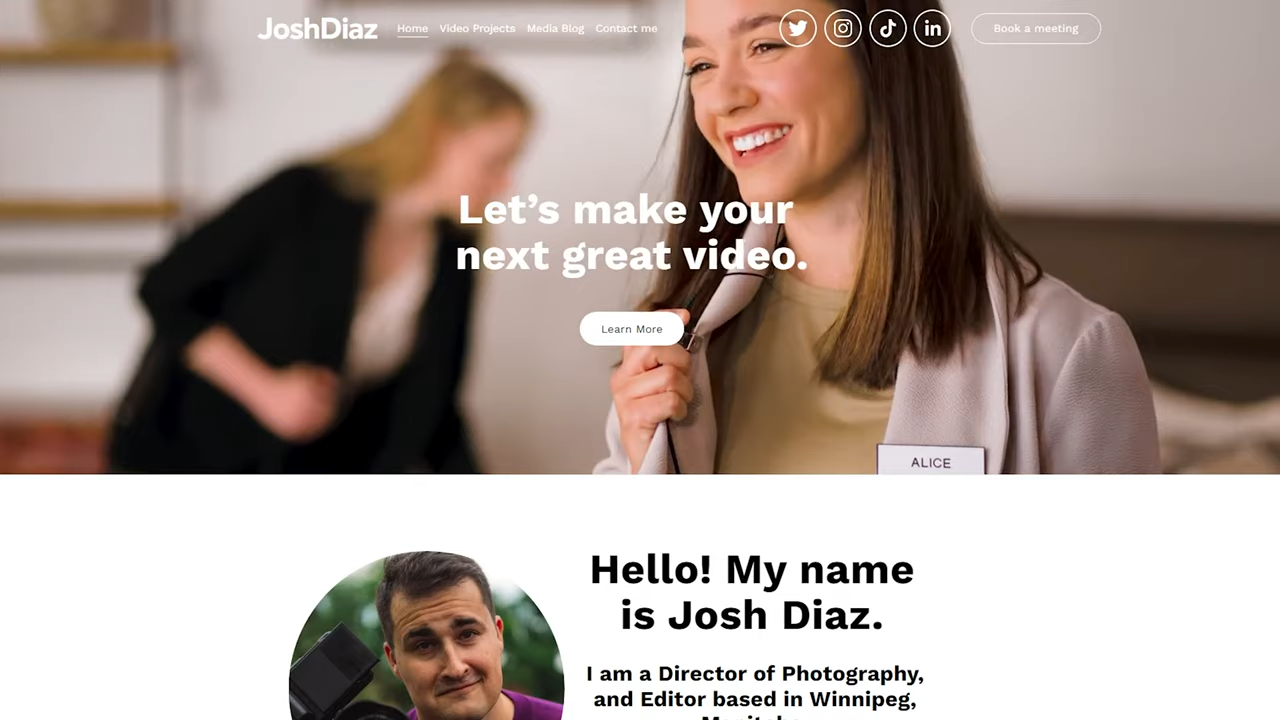 JoshDiaz Home Video Projects Media Blog Contact me Book a meeting
Let’s make your
next great video.
Learn More
ALICE
Hello! My name
is Josh Diaz.
I am a Director of Photography,
and Editor based in Winnipeg,